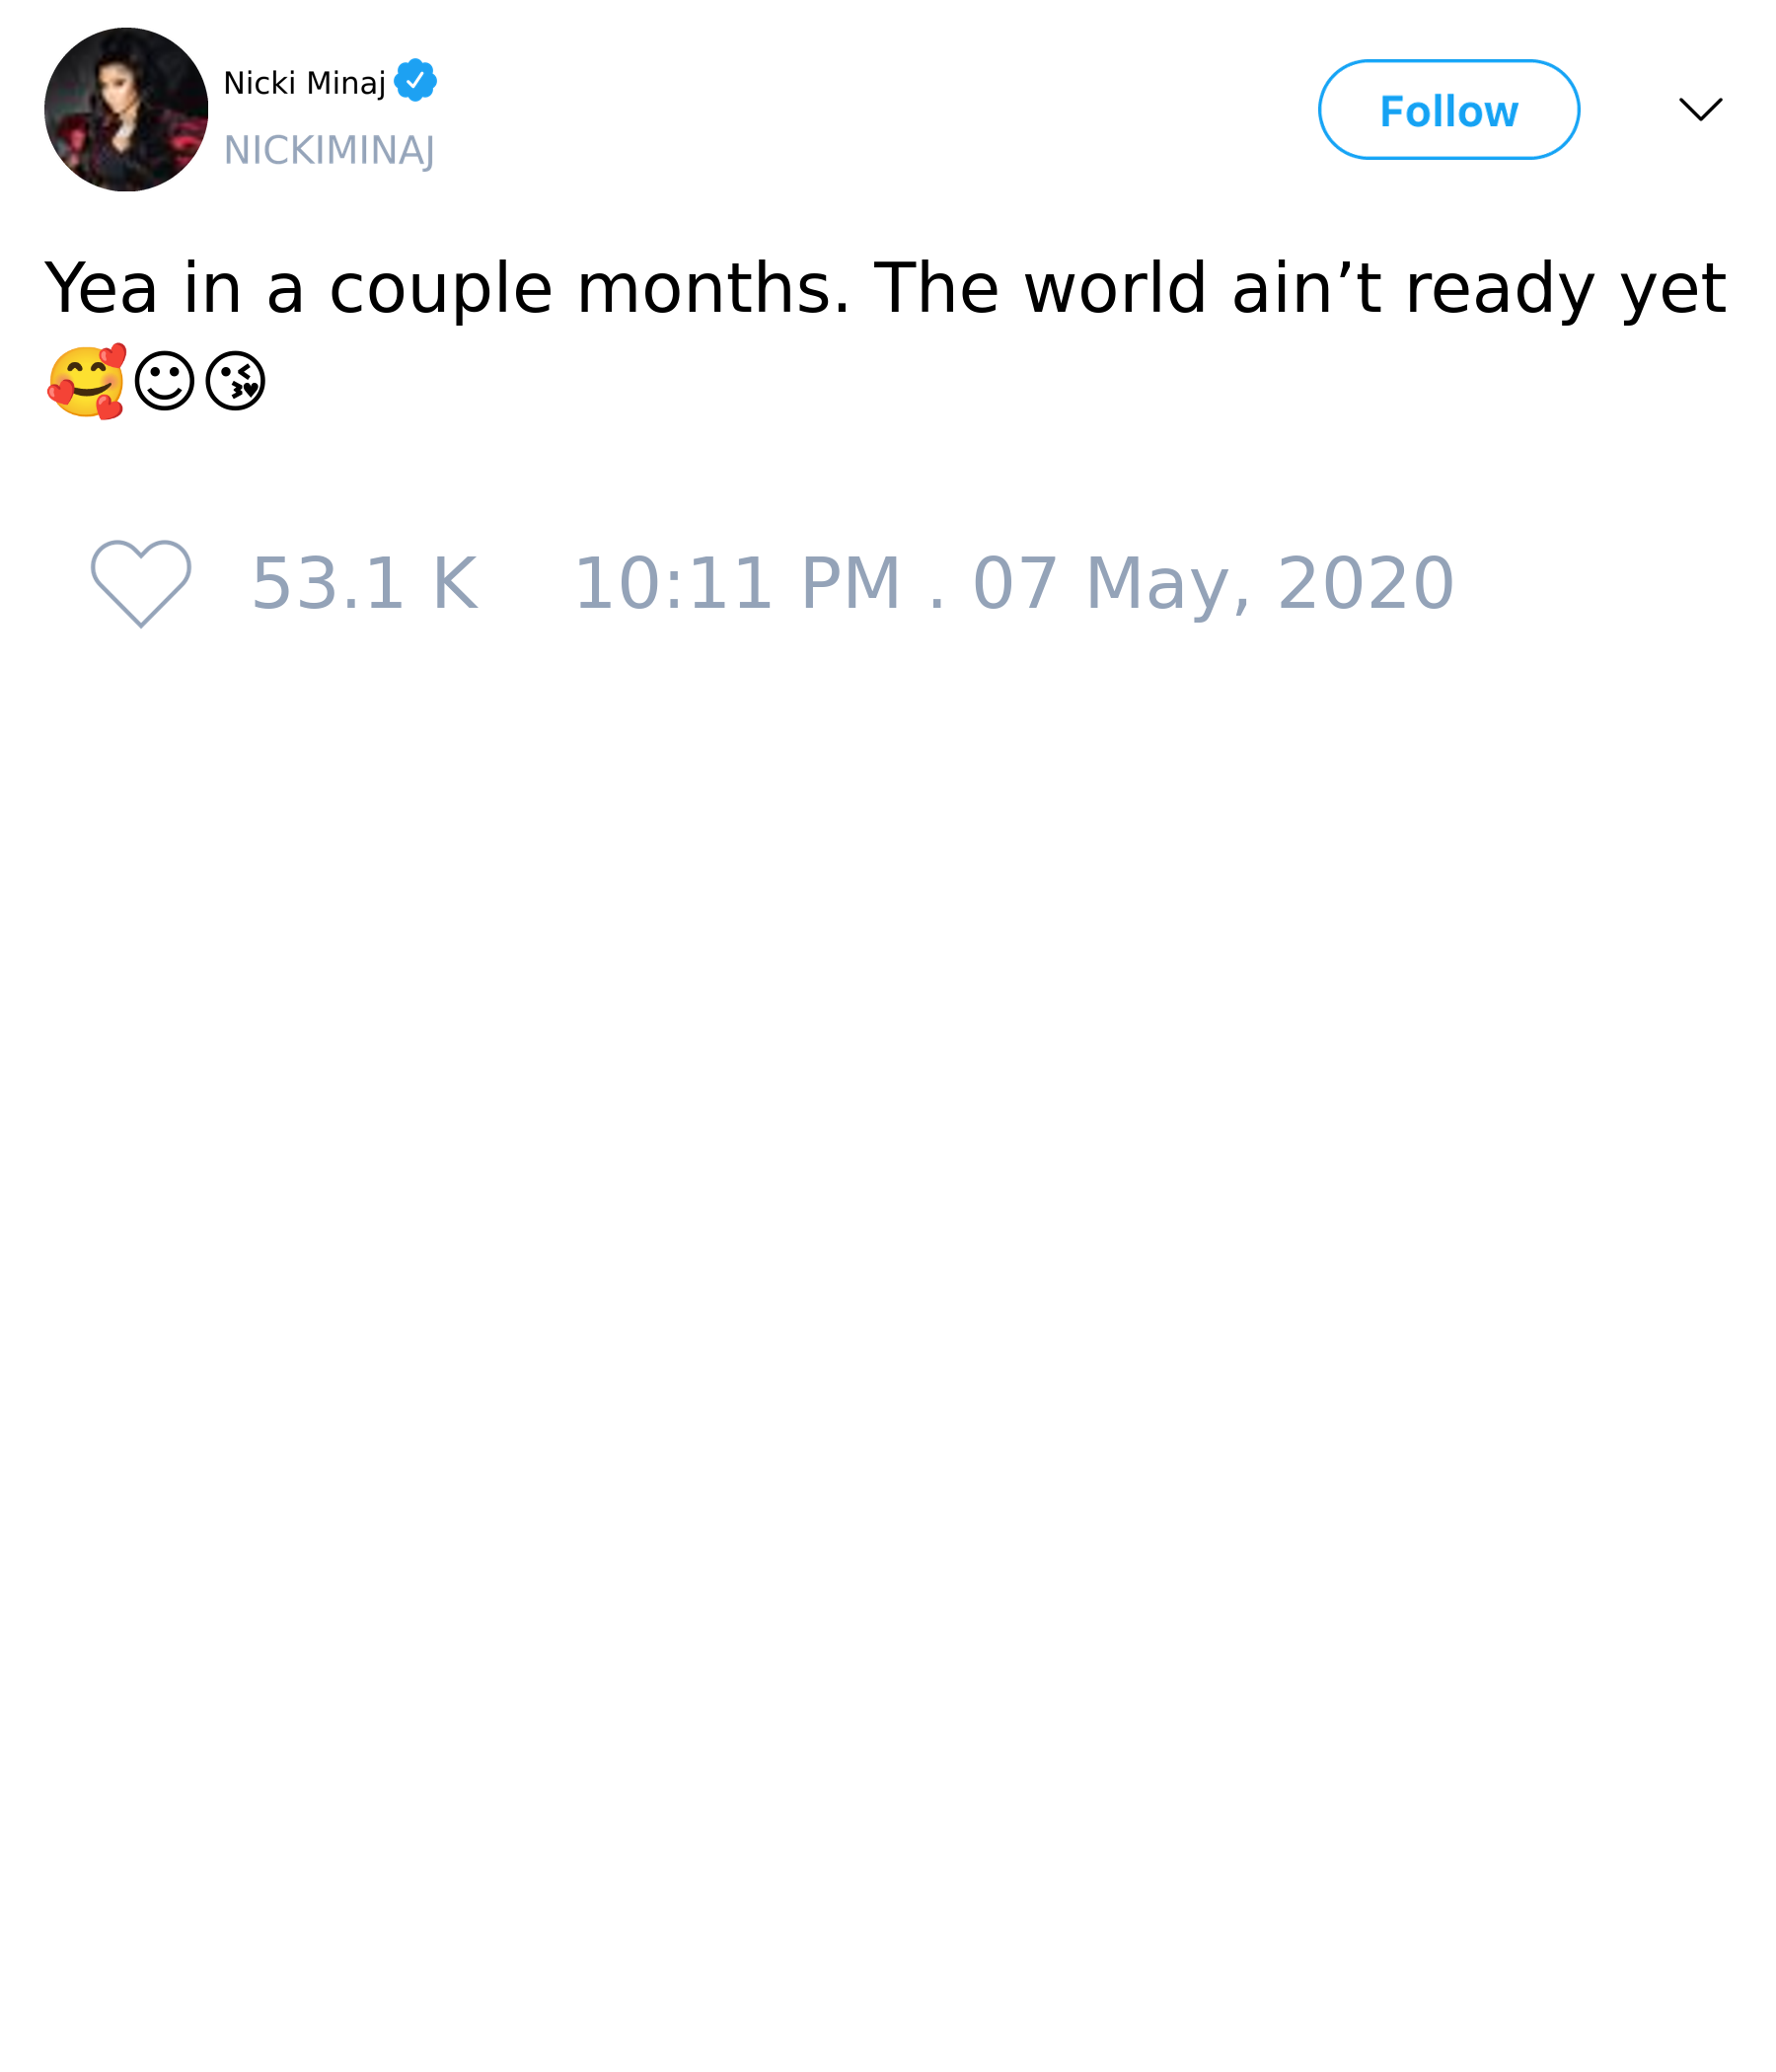 Nicki Minaj
NICKIMINAJ
Follow
Yea in a couple months. The world ain’t ready yet
🥰☺😘
53.1 K 10:11 PM . 07 May, 2020